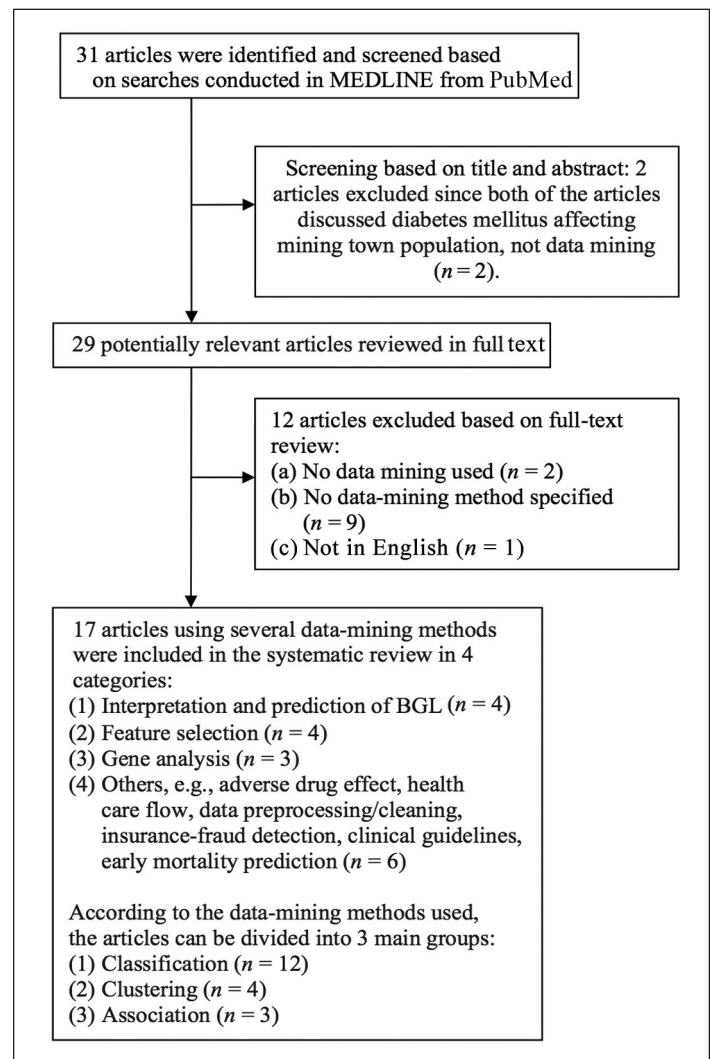 31 articles were identified and screened based
on searches conducted in MEDLINE from PubMed
Screening based on title and abstract: 2
articles excluded since both of the articles
discussed diabetes mellitus affecting
mining town population, not data mining
(n = 2).
29 potentially relevant articles reviewed in full text
12 articles excluded based on full-text
review:
(a) No data mining used (n = 2)
(b) No data-mining method specified
(n = 9)
(c) Not in English (n = 1)
17 articles using several data-mining methods
were included in the systematic review in 4
categories:
(1) Interpretation and prediction of BGL (n = 4)
(2) Feature selection (n = 4)
(3) Gene analysis (n = 3)
(4) Others, e.g., adverse drug effect, health
care flow, data preprocessing/cleaning,
insurance-fraud detection, clinical guidelines,
early mortality prediction (n = 6)
According to the data-mining methods used,
the articles can be divided into 3 main groups:
(1) Classification (n = 12)
(2) Clustering (n = 4)
(3) Association (n = 3)